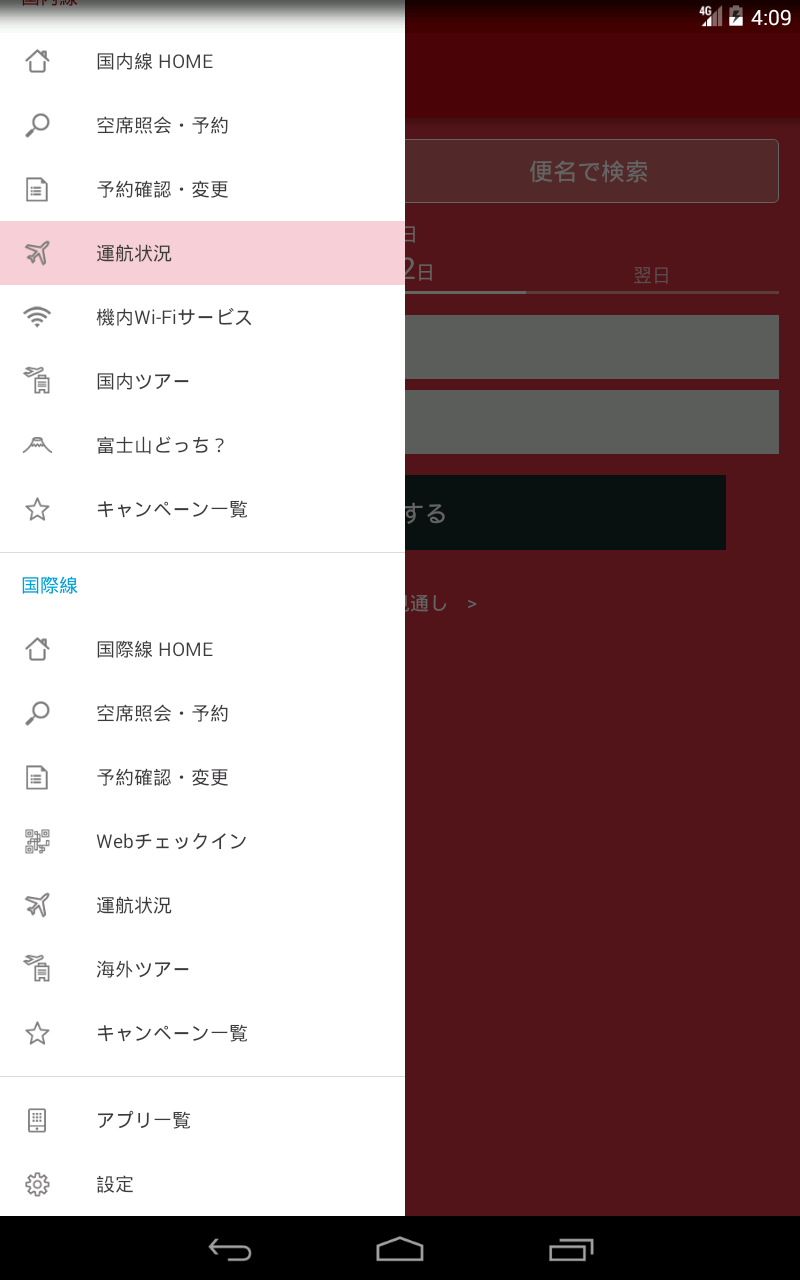 国内線
4G 4:09
国内線 HOME
空席照会・予約
予約確認・変更
便名で検索
運航状況
日
2日
翌日
機内Wi-Fiサービス
国内ツアー
富士山どっち？
キャンペーン一覧
する
国際線
通し >
国際線 HOME
空席照会・予約
予約確認・変更
Webチェックイン
運航状況
海外ツアー
キャンペーン一覧
アプリ一覧
設定